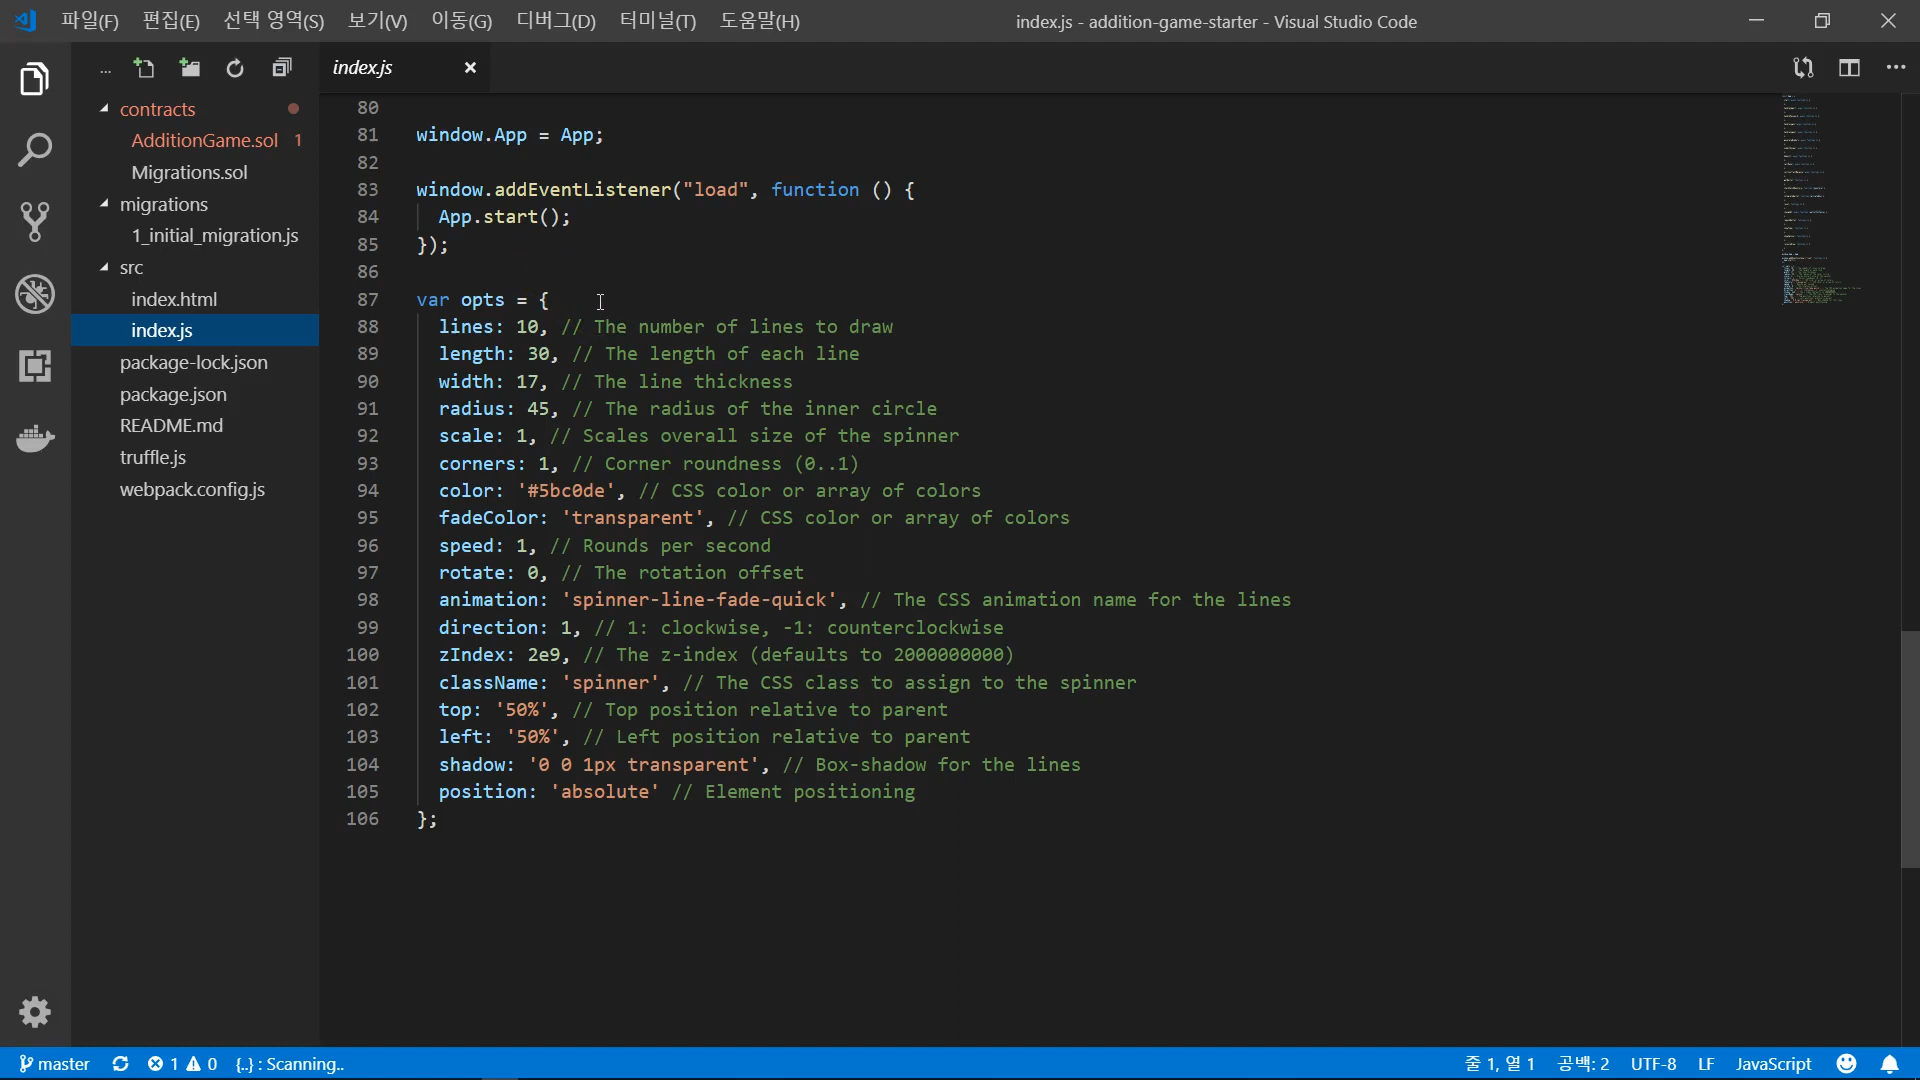 파일(F) 편집(E) 선택 영역(S) 보기(V) 이동(G) 디버그(D) 터미널(T) 도움말(H) index.js - addition-game-starter - Visual Studio Code
... index.js
contracts
AdditionGame.sol 1
Migrations.sol
migrations
1_initial_migration.js
src
index.html
index.js
package-lock.json
package.json
README.md
truffle.js
webpack.config.js
80
81 window.App = App;
82
83 window.addEventListener("load", function () {
84 App.start();
85 });
86
87 var opts = {
88 lines: 10, // The number of lines to draw
89 length: 30, // The length of each line
90 width: 17, // The line thickness
91 radius: 45, // The radius of the inner circle
92 scale: 1, // Scales overall size of the spinner
93 corners: 1, // Corner roundness (0..1)
94 color: '#5bc0de', // CSS color or array of colors
95 fadeColor: 'transparent', // CSS color or array of colors
96 speed: 1, // Rounds per second
97 rotate: 0, // The rotation offset
98 animation: 'spinner-line-fade-quick', // The CSS animation name for the lines
99 direction: 1, // 1: clockwise, -1: counterclockwise
100 zIndex: 2e9, // The z-index (defaults to 2000000000)
101 className: 'spinner', // The CSS class to assign to the spinner
102 top: '50%', // Top position relative to parent
103 left: '50%', // Left position relative to parent
104 shadow: '0 0 1px transparent', // Box-shadow for the lines
105 position: 'absolute' // Element positioning
106 };
master 1 0 {..} : Scanning.. 줄 1, 열 1 공백: 2 UTF-8 LF JavaScript